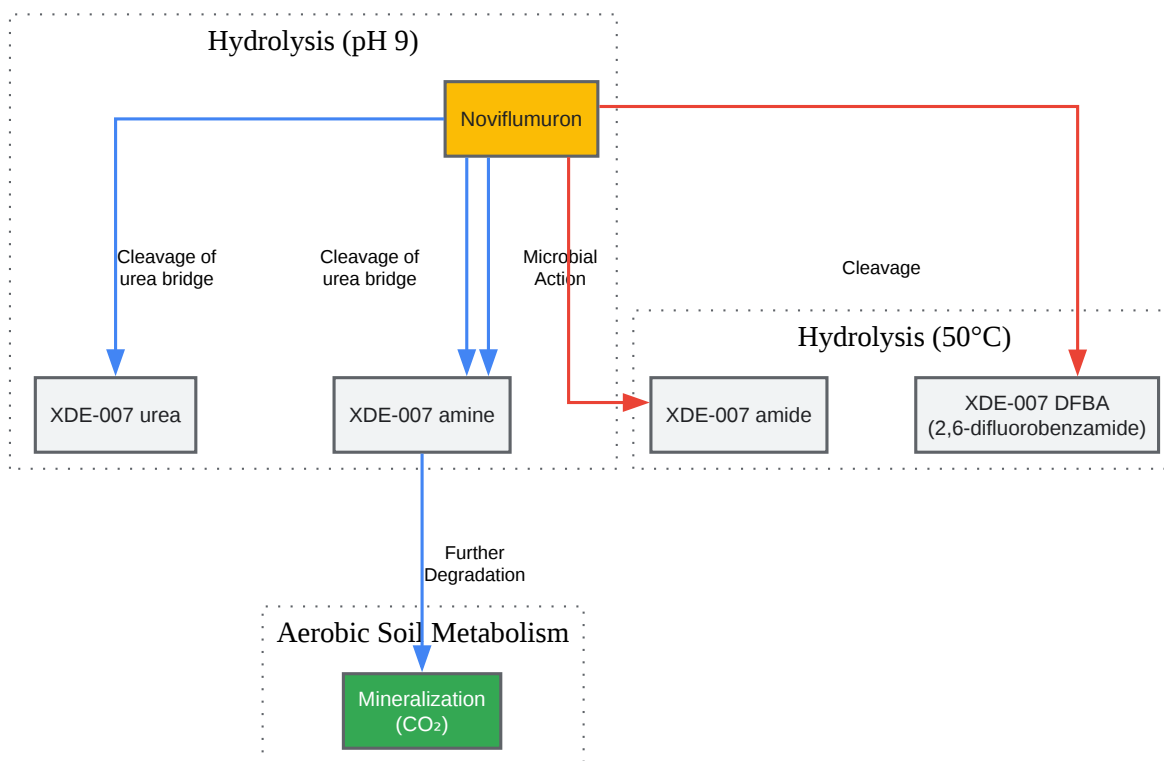 Hydrolysis (pH 9)
Noviflumuron
Cleavage of
urea bridge
Cleavage of
urea bridge
Microbial
Action
Cleavage
Hydrolysis (50°C)
XDE-007 urea
XDE-007 amine
XDE-007 amide
XDE-007 DFBA
(2,6-difluorobenzamide)
Further
Degradation
Aerobic Soil Metabolism
Mineralization
(CO₂)